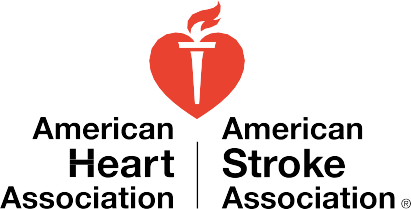 American
Heart
Association
American
Stroke
Association®